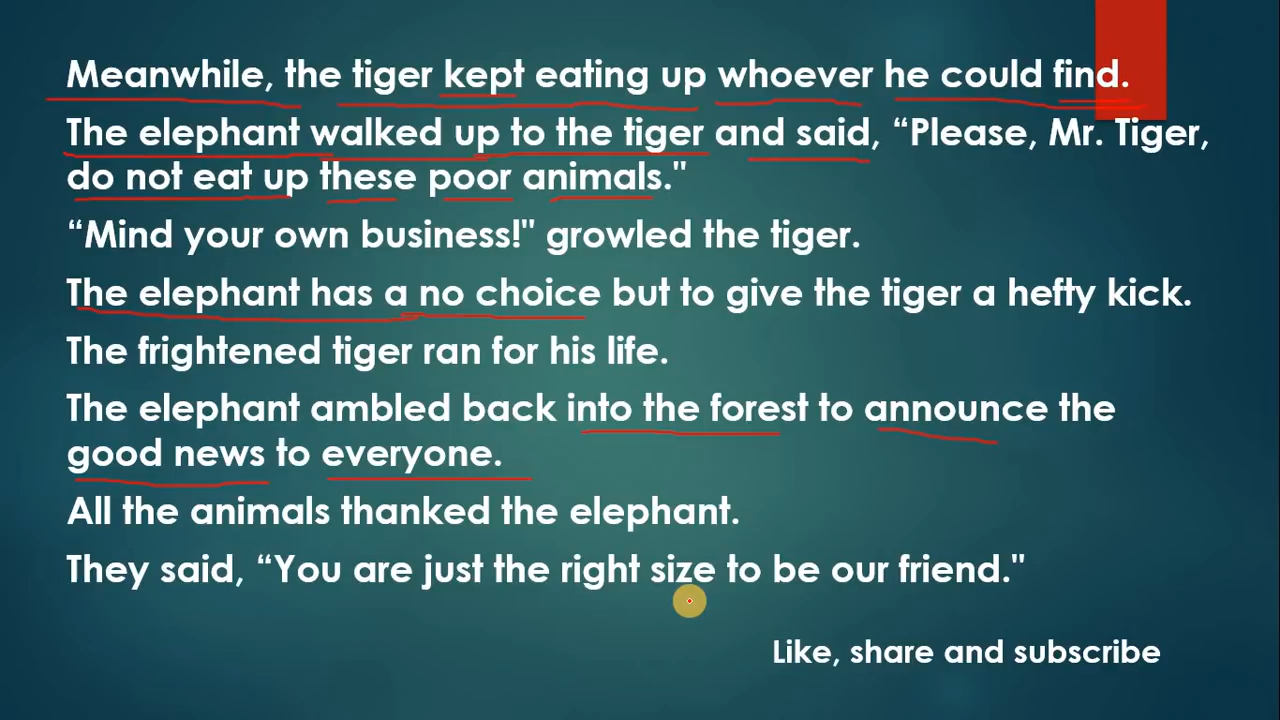 Meanwhile, the tiger kept eating up whoever he could find.
The elephant walked up to the tiger and said, “Please, Mr. Tiger,
do not eat up these poor animals."
“Mind your own business!" growled the tiger.
The elephant has a no choice but to give the tiger a hefty kick.
The frightened tiger ran for his life.
The elephant ambled back into the forest to announce the
good news to everyone.
All the animals thanked the elephant.
They said, “You are just the right size to be our friend."
Like, share and subscribe